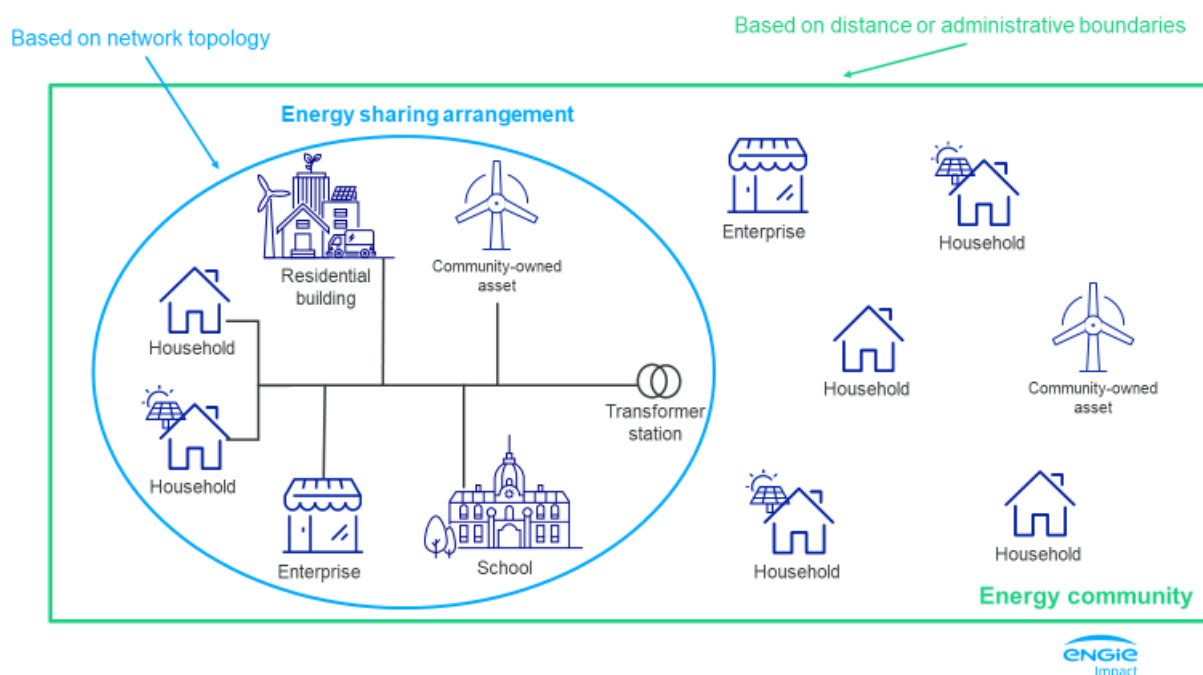 Based on network topology
Based on distance or administrative boundaries
Energy sharing arrangement
Residential
building
Community-owned
asset
Household
Household
Enterprise
School
Transformer
station
Enterprise
Household
Household
Community-owned
asset
Household
Household
Energy community
ENGIE
Impact